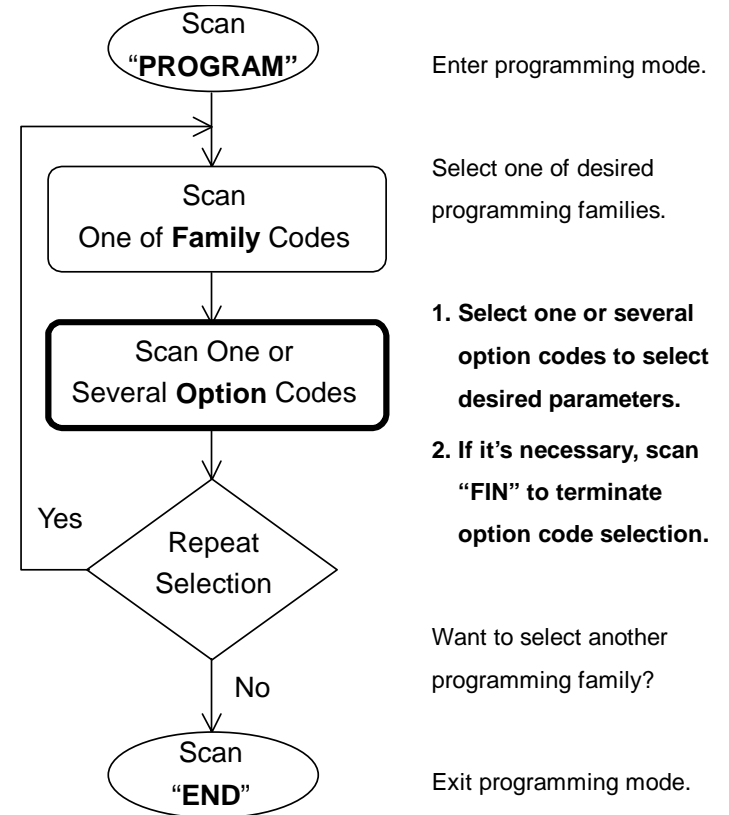 Scan
“PROGRAM”
Enter programming mode.
Scan
One of Family Codes
Select one of desired
programming families.
Scan One or
Several Option Codes
1. Select one or several
option codes to select
desired parameters.
2. If it’s necessary, scan
“FIN” to terminate
option code selection.
Yes
Repeat
Selection
Want to select another
programming family?
No
Scan
“END”
Exit programming mode.